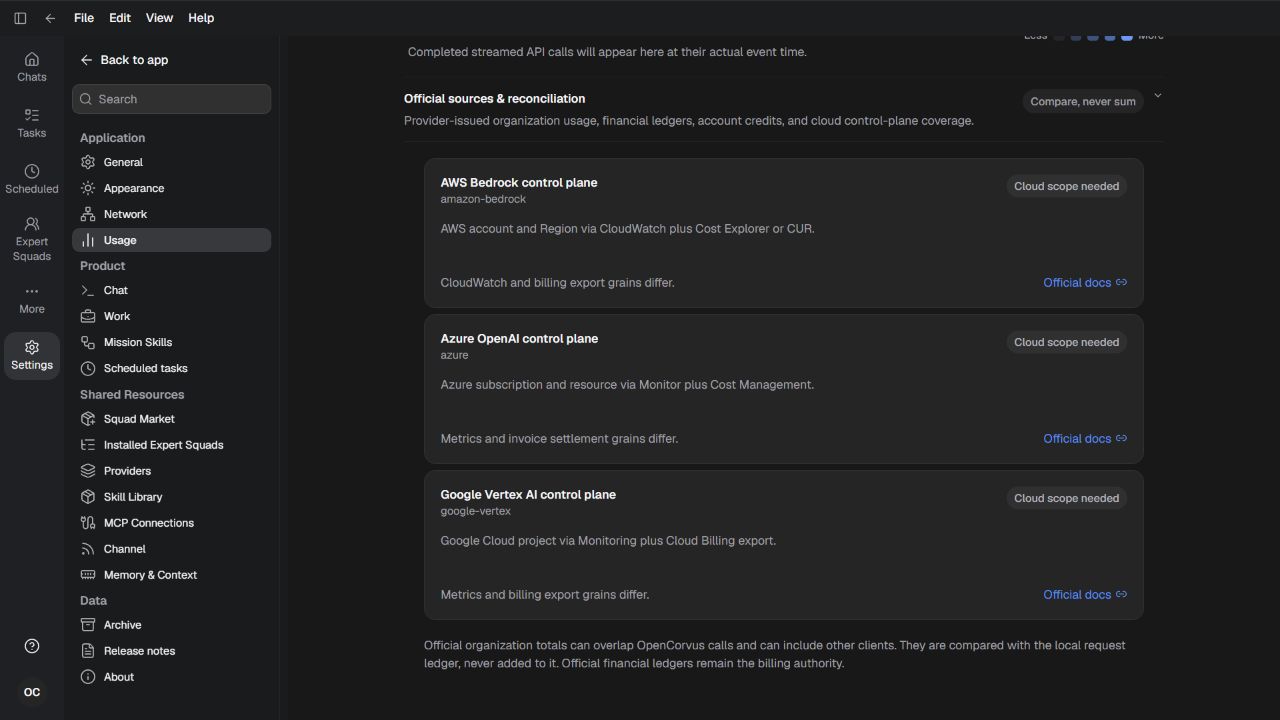 File Edit View Help
Chats
Tasks
Scheduled
Expert
Squads
More
Settings
OC
Back to app
Search
Application
General
Appearance
Network
Usage
Product
Chat
Work
Mission Skills
Scheduled tasks
Shared Resources
Squad Market
Installed Expert Squads
Providers
Skill Library
MCP Connections
Channel
Memory & Context
Data
Archive
Release notes
About
Less More
Completed streamed API calls will appear here at their actual event time.
Official sources & reconciliation
Compare, never sum
Provider-issued organization usage, financial ledgers, account credits, and cloud control-plane coverage.
AWS Bedrock control plane
Cloud scope needed
amazon-bedrock
AWS account and Region via CloudWatch plus Cost Explorer or CUR.
CloudWatch and billing export grains differ.
Official docs
Azure OpenAI control plane
Cloud scope needed
azure
Azure subscription and resource via Monitor plus Cost Management.
Metrics and invoice settlement grains differ.
Official docs
Google Vertex AI control plane
Cloud scope needed
google-vertex
Google Cloud project via Monitoring plus Cloud Billing export.
Metrics and billing export grains differ.
Official docs
Official organization totals can overlap OpenCorvus calls and can include other clients. They are compared with the local request
ledger, never added to it. Official financial ledgers remain the billing authority.